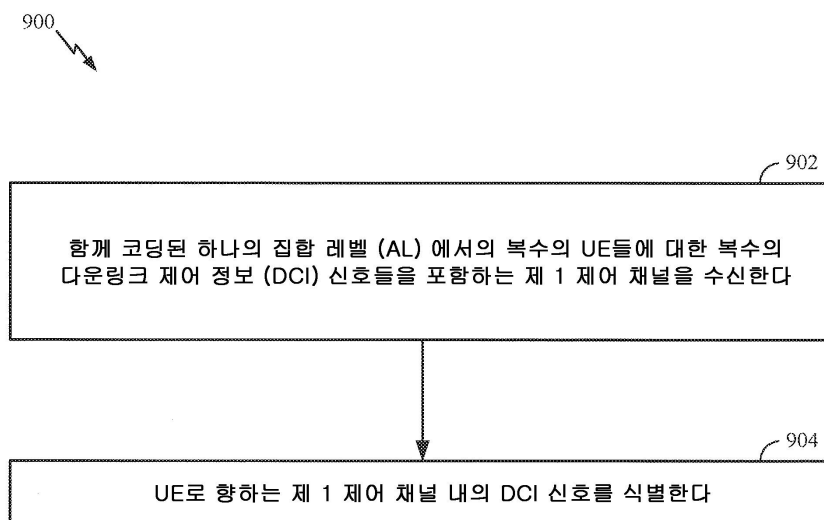 900
902
함께 코딩된 하나의 집합 레벨 (AL) 에서의 복수의 UE들에 대한 복수의
다운링크 제어 정보 (DCI) 신호들을 포함하는 제 1 제어 채널을 수신한다
904
UE로 향하는 제 1 제어 채널 내의 DCI 신호를 식별한다